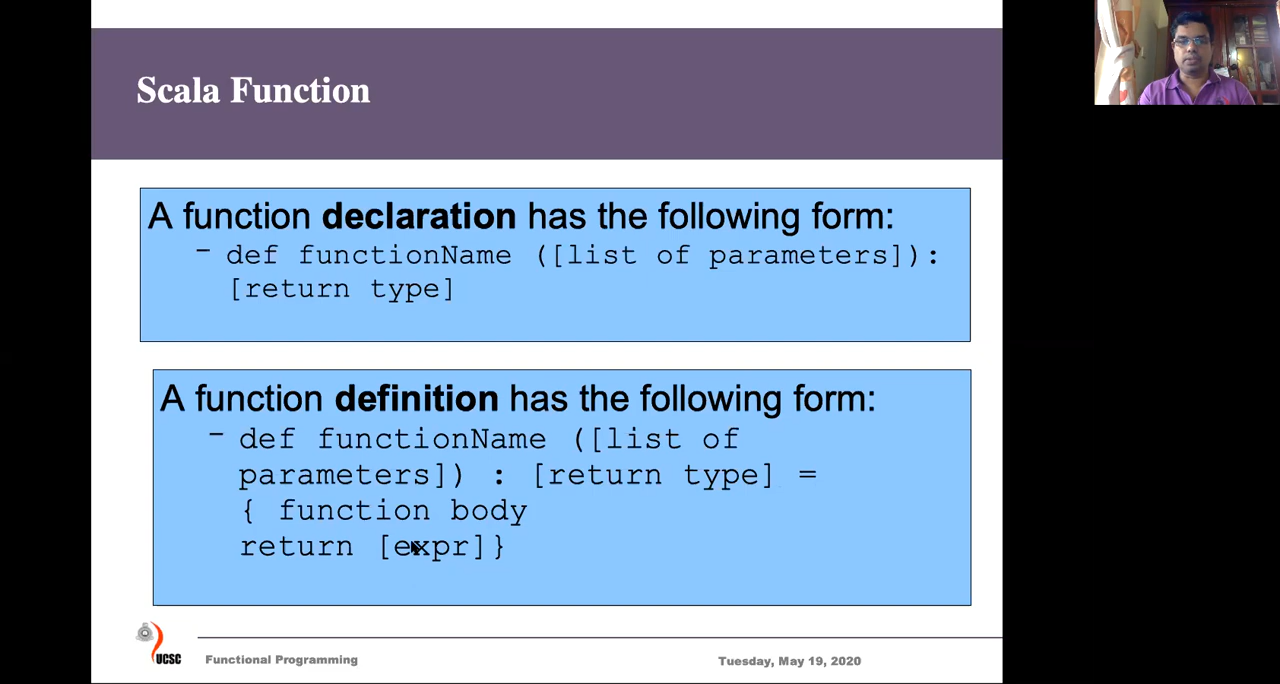 Scala Function
A function declaration has the following form:
– def functionName ([list of parameters]):
[return type]
A function definition has the following form:
– def functionName ([list of
parameters]) : [return type] =
{ function body
return [expr]}
UCSC
Functional Programming
Tuesday, May 19, 2020